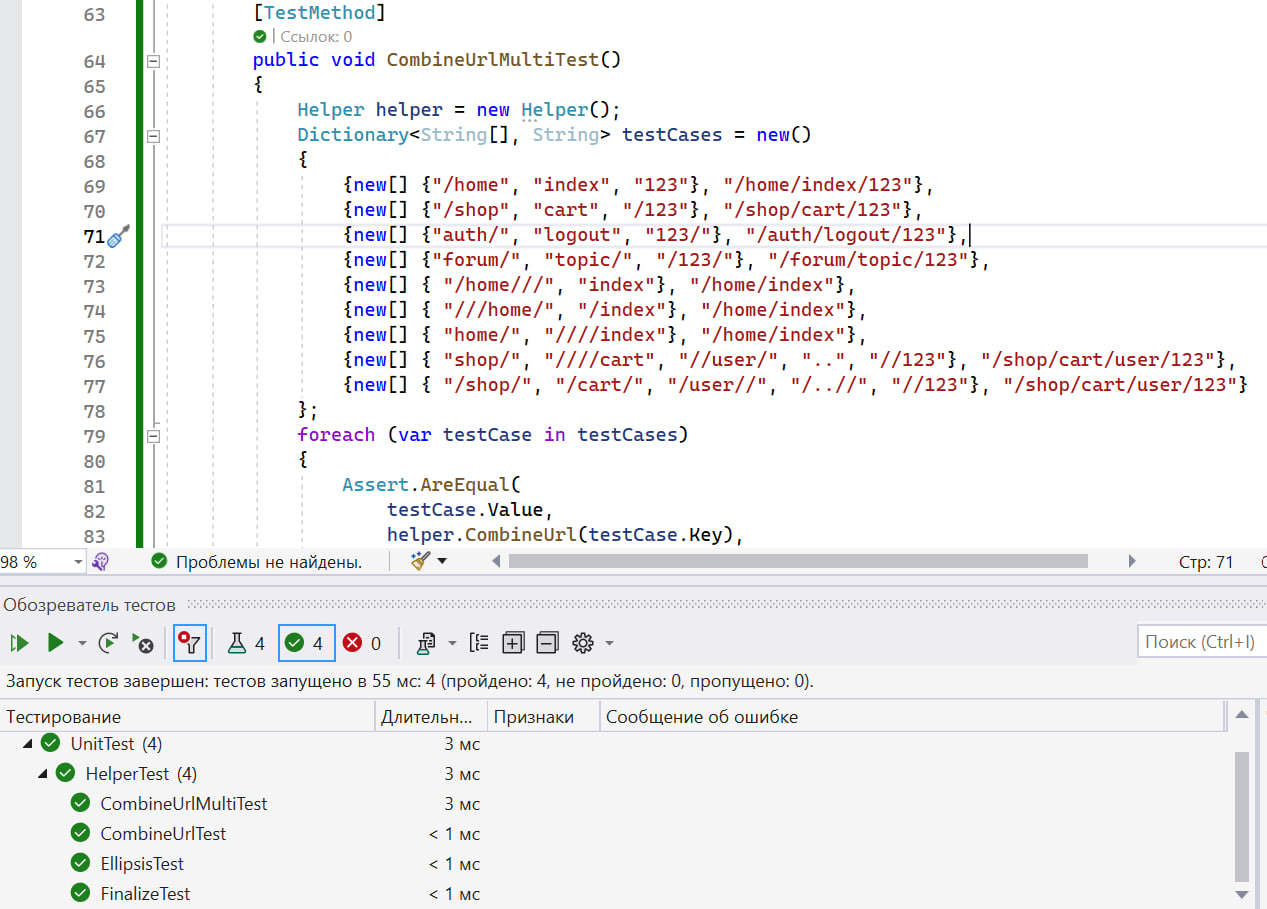 63 [TestMethod]
Ссылок: 0
64 public void CombineUrlMultiTest()
65 {
66 Helper helper = new Helper();
67 Dictionary<String[], String> testCases = new()
68 {
69 {new[] {"/home", "index", "123"}, "/home/index/123"},
70 {new[] {"/shop", "cart", "/123"}, "/shop/cart/123"},
71 {new[] {"auth/", "logout", "123/"}, "/auth/logout/123"},
72 {new[] {"forum/", "topic/", "/123/"}, "/forum/topic/123"},
73 {new[] { "/home///", "index"}, "/home/index"},
74 {new[] { "///home/", "/index"}, "/home/index"},
75 {new[] { "home/", "////index"}, "/home/index"},
76 {new[] { "shop/", "////cart", "//user/", "..", "//123"}, "/shop/cart/user/123"},
77 {new[] { "/shop/", "/cart/", "/user//", "/..//", "//123"}, "/shop/cart/user/123"}
78 };
79 foreach (var testCase in testCases)
80 {
81 Assert.AreEqual(
82 testCase.Value,
83 helper.CombineUrl(testCase.Key),
98 % Проблемы не найдены. Стр: 71
Обозреватель тестов
7 4 4 0 Поиск (Ctrl+I)
Запуск тестов завершен: тестов запущено в 55 мс: 4 (пройдено: 4, не пройдено: 0, пропущено: 0).
Тестирование Длительн... Признаки Сообщение об ошибке
UnitTest (4) 3 мс
HelperTest (4) 3 мс
CombineUrlMultiTest 3 мс
CombineUrlTest < 1 мс
EllipsisTest < 1 мс
FinalizeTest < 1 мс